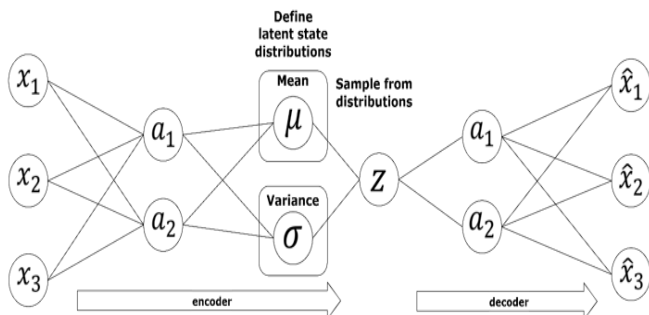 Define
latent state
distributions
Mean
Sample from
distributions
x₁
x₂
x₃
a₁
a₂
μ
Variance
σ
z
a₁
a₂
x̂₁
x̂₂
x̂₃
encoder
decoder